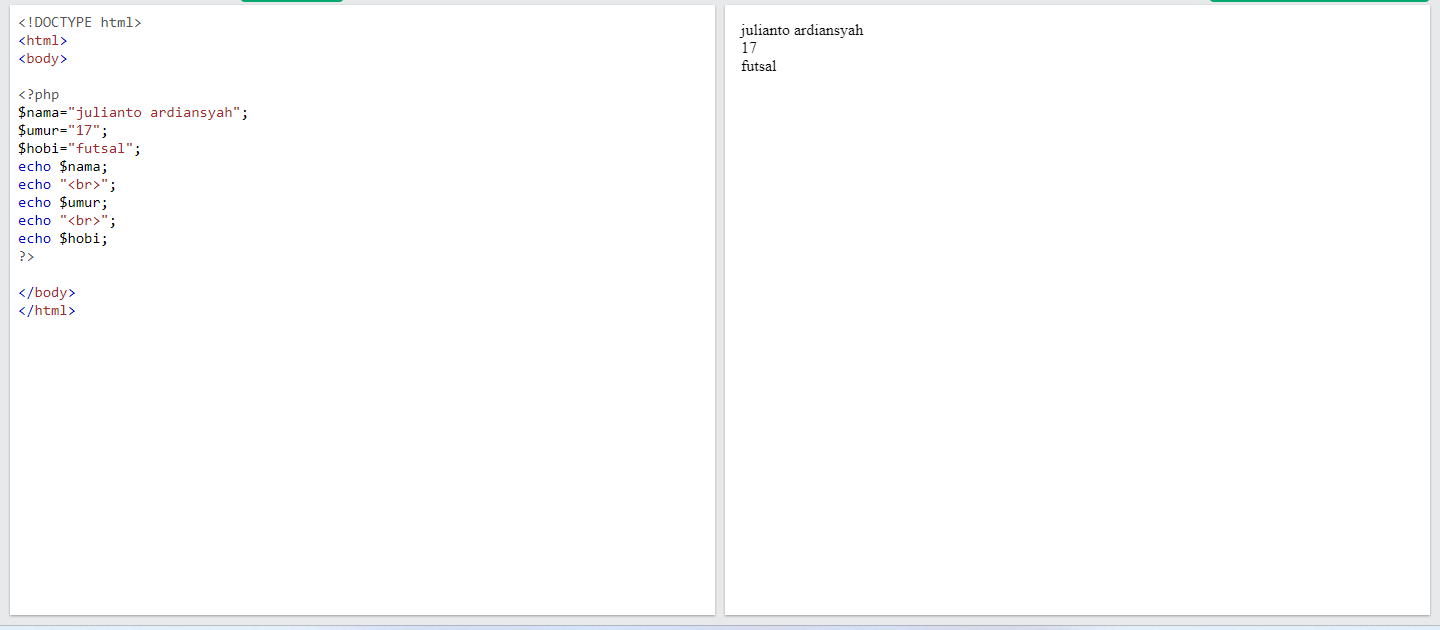 <!DOCTYPE html>
<html>
<body>
<?php
$nama="julianto ardiansyah";
$umur="17";
$hobi="futsal";
echo $nama;
echo "<br>";
echo $umur;
echo "<br>";
echo $hobi;
?>
</body>
</html>
julianto ardiansyah
17
futsal